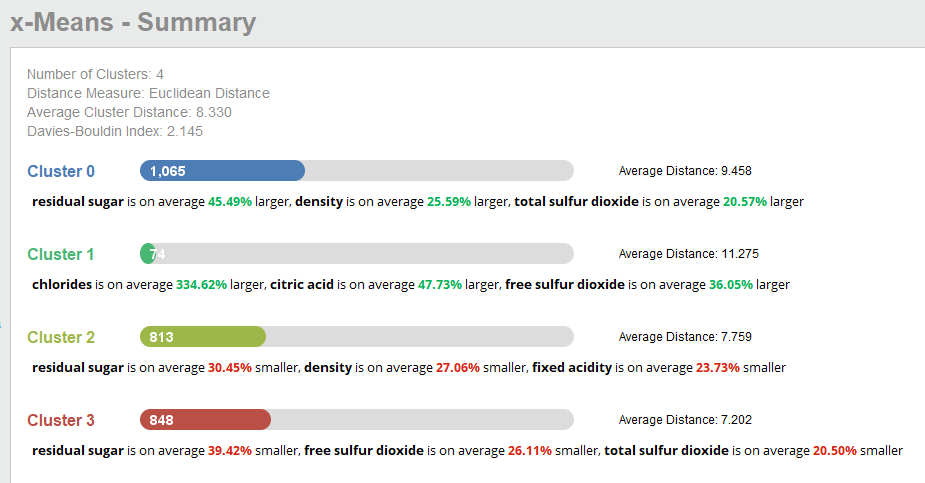 x-Means - Summary
Number of Clusters: 4
Distance Measure: Euclidean Distance
Average Cluster Distance: 8.330
Davies-Bouldin Index: 2.145
Cluster 0 1,065 Average Distance: 9.458
residual sugar is on average 45.49% larger, density is on average 25.59% larger, total sulfur dioxide is on average 20.57% larger
Cluster 1 74 Average Distance: 11.275
chlorides is on average 334.62% larger, citric acid is on average 47.73% larger, free sulfur dioxide is on average 36.05% larger
Cluster 2 813 Average Distance: 7.759
residual sugar is on average 30.45% smaller, density is on average 27.06% smaller, fixed acidity is on average 23.73% smaller
Cluster 3 848 Average Distance: 7.202
residual sugar is on average 39.42% smaller, free sulfur dioxide is on average 26.11% smaller, total sulfur dioxide is on average 20.50% smaller